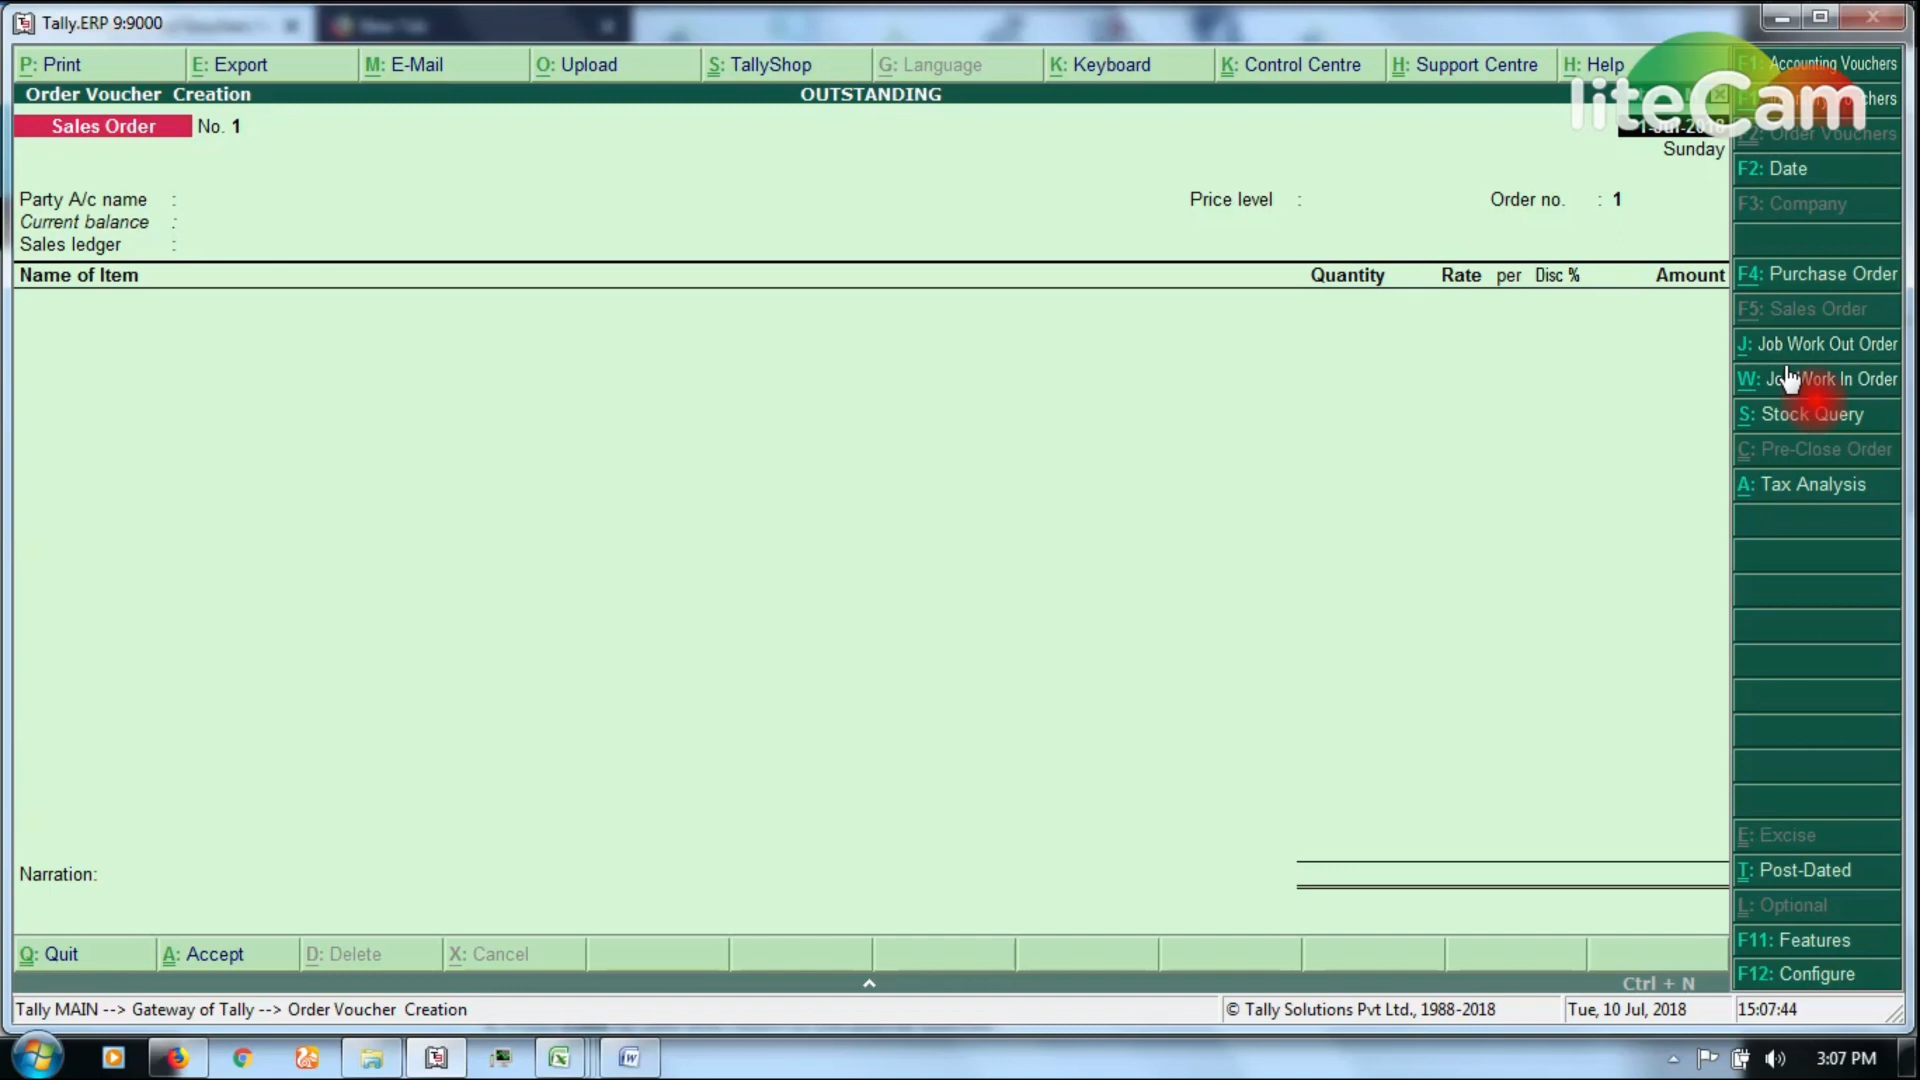 Tally.ERP 9:9000
P: Print
E: Export
M: E-Mail
O: Upload
S: TallyShop
G: Language
K: Keyboard
K: Control Centre
H: Support Centre
H: Help
Accounting Vouchers
Order Voucher Creation
OUTSTANDING
liteCam
Sales Order No. 1
1-Jul-2018
Order Vouchers
Sunday
F2: Date
Party A/c name :
Price level :
Order no. : 1
F3: Company
Current balance :
Sales ledger :
Name of Item
Quantity
Rate per Disc %
Amount
F4: Purchase Order
F5: Sales Order
J: Job Work Out Order
W: Job Work In Order
S: Stock Query
C: Pre-Close Order
A: Tax Analysis
E: Excise
Narration:
T: Post-Dated
L: Optional
F11: Features
Q: Quit
A: Accept
D: Delete
X: Cancel
F12: Configure
Ctrl + N
Tally MAIN --> Gateway of Tally --> Order Voucher Creation
© Tally Solutions Pvt Ltd., 1988-2018
Tue, 10 Jul, 2018
15:07:44
3:07 PM